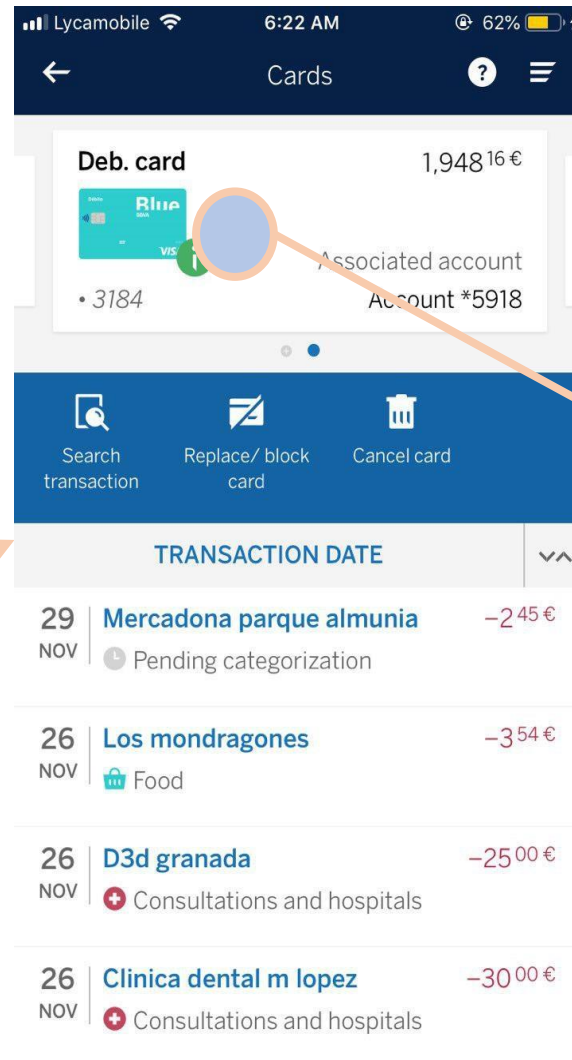 Lycamobile 6:22 AM 62%
Cards ?
Deb. card 1,948 16 €
Blue
BBVA
VISA
Associated account
• 3184 Account *5918
Search transaction Replace/ block card Cancel card
TRANSACTION DATE
29 Mercadona parque almunia −2 45 €
NOV Pending categorization
26 Los mondragones −3 54 €
NOV Food
26 D3d granada −25 00 €
NOV Consultations and hospitals
26 Clinica dental m lopez −30 00 €
NOV Consultations and hospitals